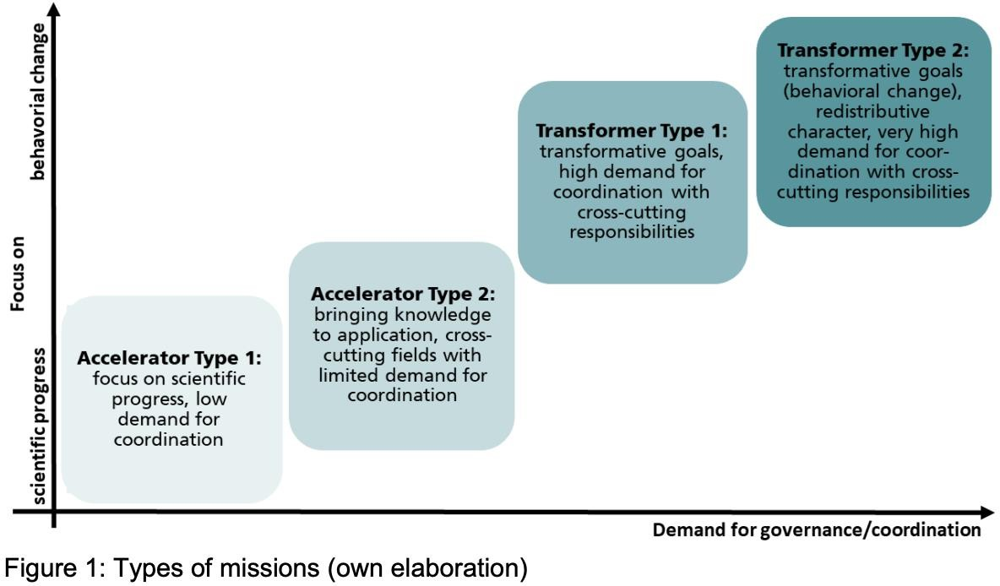 behavorial change
Focus on
scientific progress
Transformer Type 2:
transformative goals
(behavioral change),
redistributive
character, very high
demand for coor-
dination with cross-
cutting responsibilities
Transformer Type 1:
transformative goals,
high demand for
coordination with
cross-cutting
responsibilities
Accelerator Type 2:
bringing knowledge
to application, cross-
cutting fields with
limited demand for
coordination
Accelerator Type 1:
focus on scientific
progress, low
demand for
coordination
Demand for governance/coordination
Figure 1: Types of missions (own elaboration)